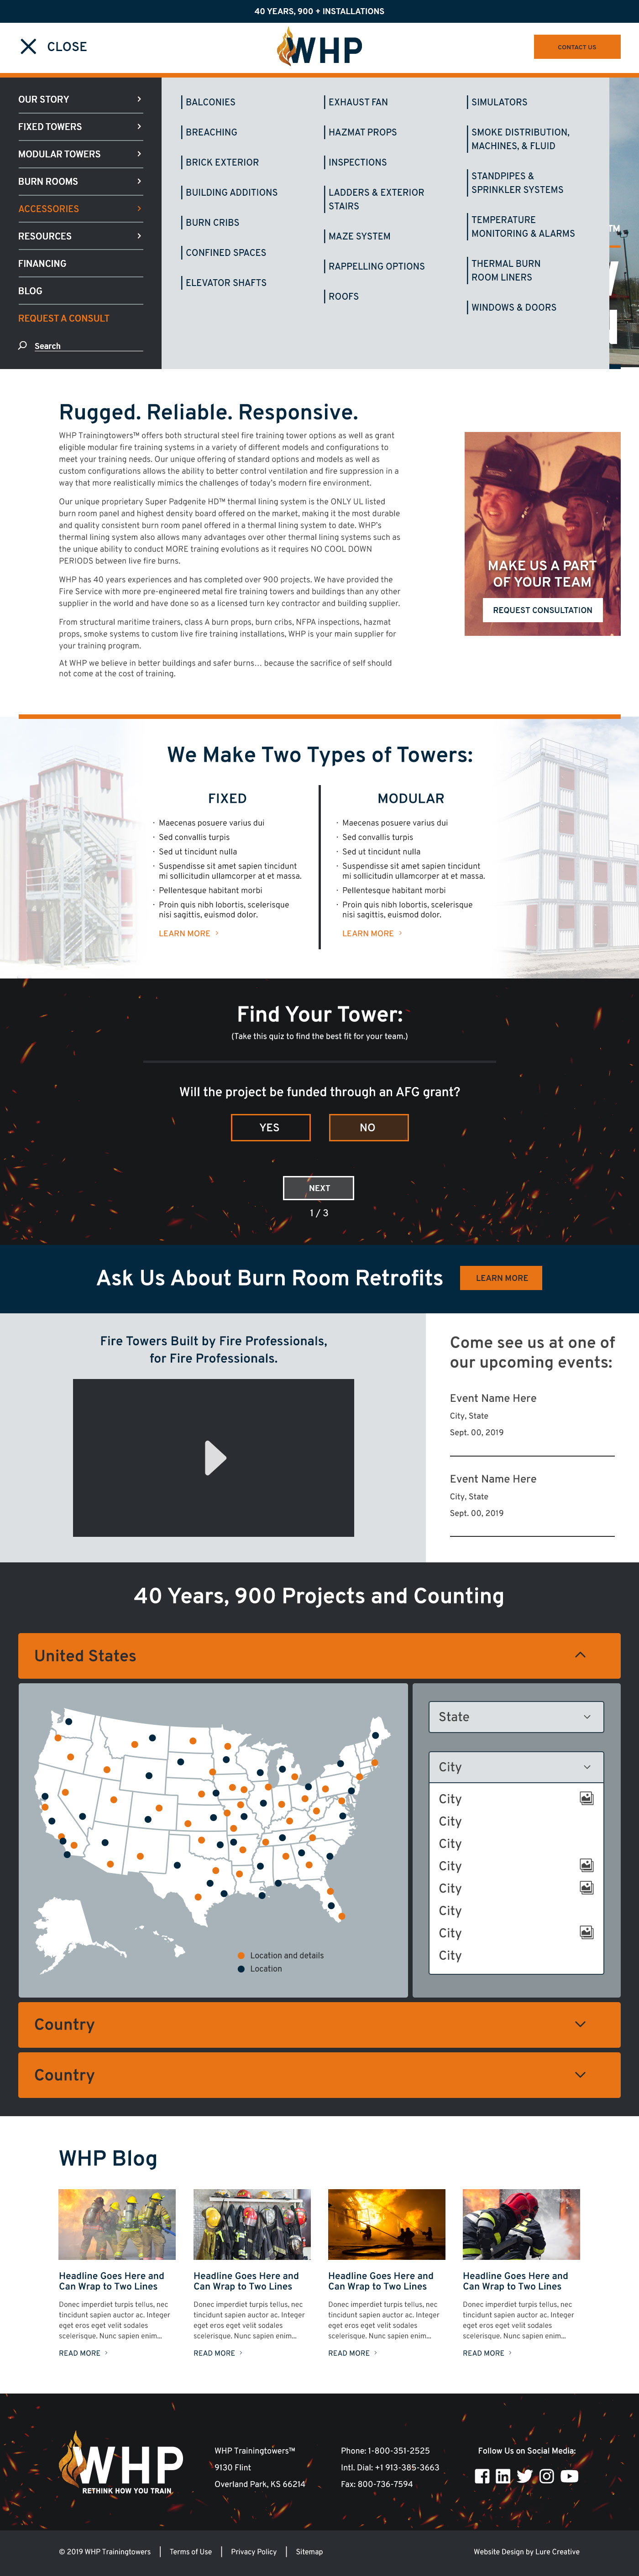 40 YEARS, 900 + INSTALLATIONS
CLOSE
WHP
CONTACT US
OUR STORY
FIXED TOWERS
MODULAR TOWERS
BURN ROOMS
ACCESSORIES
RESOURCES
FINANCING
BLOG
REQUEST A CONSULT
Search
BALCONIES
BREACHING
BRICK EXTERIOR
BUILDING ADDITIONS
BURN CRIBS
CONFINED SPACES
ELEVATOR SHAFTS
EXHAUST FAN
HAZMAT PROPS
INSPECTIONS
LADDERS & EXTERIOR
STAIRS
MAZE SYSTEM
RAPPELLING OPTIONS
ROOFS
SIMULATORS
SMOKE DISTRIBUTION,
MACHINES, & FLUID
STANDPIPES &
SPRINKLER SYSTEMS
TEMPERATURE
MONITORING & ALARMS
THERMAL BURN
ROOM LINERS
WINDOWS & DOORS
TM
Rugged. Reliable. Responsive.
WHP Trainingtowers™ offers both structural steel fire training tower options as well as grant
eligible modular fire training systems in a variety of different models and configurations to
meet your training needs. Our unique offering of standard options and models as well as
custom configurations allows the ability to better control ventilation and fire suppression in a
way that more realistically mimics the challenges of today's modern fire environment.
Our unique proprietary Super Padgenite HD™ thermal lining system is the ONLY UL listed
burn room panel and highest density board offered on the market, making it the most durable
and quality consistent burn room panel offered in a thermal lining system to date. WHP's
thermal lining system also allows many advantages over other thermal lining systems such as
the unique ability to conduct MORE training evolutions as it requires NO COOL DOWN
PERIODS between live fire burns.
WHP has 40 years experiences and has completed over 900 projects. We have provided the
Fire Service with more pre-engineered metal fire training towers and buildings than any other
supplier in the world and have done so as a licensed turn key contractor and building supplier.
From structural maritime trainers, class A burn props, burn cribs, NFPA inspections, hazmat
props, smoke systems to custom live fire training installations, WHP is your main supplier for
your training program.
At WHP we believe in better buildings and safer burns... because the sacrifice of self should
not come at the cost of training.
MAKE US A PART
OF YOUR TEAM
REQUEST CONSULTATION
We Make Two Types of Towers:
FIXED
· Maecenas posuere varius dui
· Sed convallis turpis
· Sed ut tincidunt nulla
· Suspendisse sit amet sapien tincidunt
mi sollicitudin ullamcorper at et massa.
· Pellentesque habitant morbi
· Proin quis nibh lobortis, scelerisque
nisi sagittis, euismod dolor.
LEARN MORE
MODULAR
· Maecenas posuere varius dui
· Sed convallis turpis
· Sed ut tincidunt nulla
· Suspendisse sit amet sapien tincidunt
mi sollicitudin ullamcorper at et massa.
· Pellentesque habitant morbi
· Proin quis nibh lobortis, scelerisque
nisi sagittis, euismod dolor.
LEARN MORE
Find Your Tower:
(Take this quiz to find the best fit for your team.)
Will the project be funded through an AFG grant?
YES
NO
NEXT
1 / 3
Ask Us About Burn Room Retrofits
LEARN MORE
Fire Towers Built by Fire Professionals,
for Fire Professionals.
Come see us at one of
our upcoming events:
Event Name Here
City, State
Sept. 00, 2019
Event Name Here
City, State
Sept. 00, 2019
40 Years, 900 Projects and Counting
United States
Location and details
Location
State
City
City
City
City
City
City
City
City
City
Country
Country
WHP Blog
Headline Goes Here and
Can Wrap to Two Lines
Donec imperdiet turpis tellus, nec
tincidunt sapien auctor ac. Integer
eget eros eget velit sodales
scelerisque. Nunc sapien enim...
READ MORE
Headline Goes Here and
Can Wrap to Two Lines
Donec imperdiet turpis tellus, nec
tincidunt sapien auctor ac. Integer
eget eros eget velit sodales
scelerisque. Nunc sapien enim...
READ MORE
Headline Goes Here and
Can Wrap to Two Lines
Donec imperdiet turpis tellus, nec
tincidunt sapien auctor ac. Integer
eget eros eget velit sodales
scelerisque. Nunc sapien enim...
READ MORE
Headline Goes Here and
Can Wrap to Two Lines
Donec imperdiet turpis tellus, nec
tincidunt sapien auctor ac. Integer
eget eros eget velit sodales
scelerisque. Nunc sapien enim...
READ MORE
WHP
RETHINK HOW YOU TRAIN.
WHP Trainingtowers™
9130 Flint
Overland Park, KS 66214
Phone: 1-800-351-2525
Intl. Dial: +1 913-385-3663
Fax: 800-736-7594
Follow Us on Social Media:
© 2019 WHP Trainingtowers
Terms of Use
Privacy Policy
Sitemap
Website Design by Lure Creative